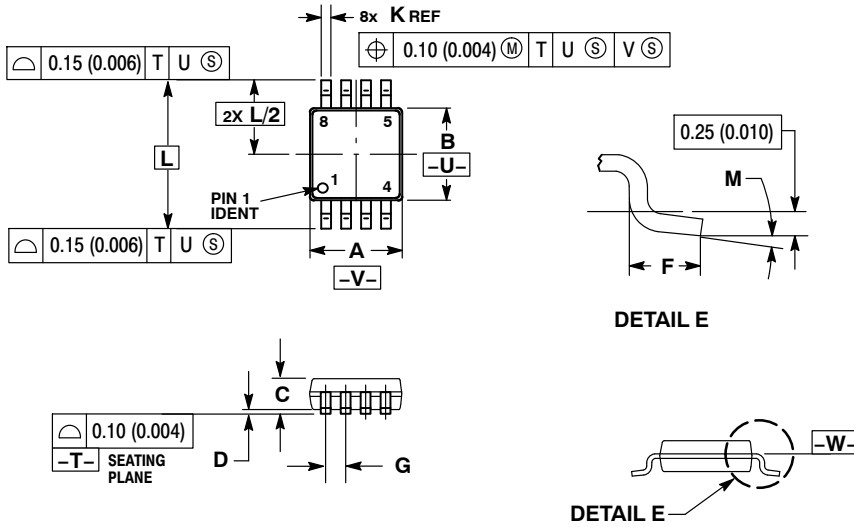 8x K REF
⌖ 0.10 (0.004) Ⓜ T U Ⓢ V Ⓢ
⌓ 0.15 (0.006) T U Ⓢ
2X L/2
8 5
B
–U–
L
PIN 1
IDENT
1 4
⌓ 0.15 (0.006) T U Ⓢ
A
–V–
0.25 (0.010)
M
F
DETAIL E
C
⌓ 0.10 (0.004)
–T– SEATING
PLANE
D
G
–W–
DETAIL E